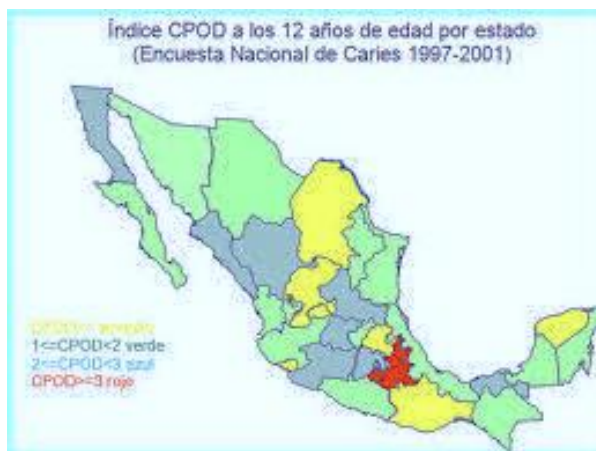 Índice CPOD a los 12 años de edad por estado
(Encuesta Nacional de Caries 1997-2001)
amarillo
1<=CPOD<2 verde
2<=CPOD<3 azul
CPOD>=3 rojo